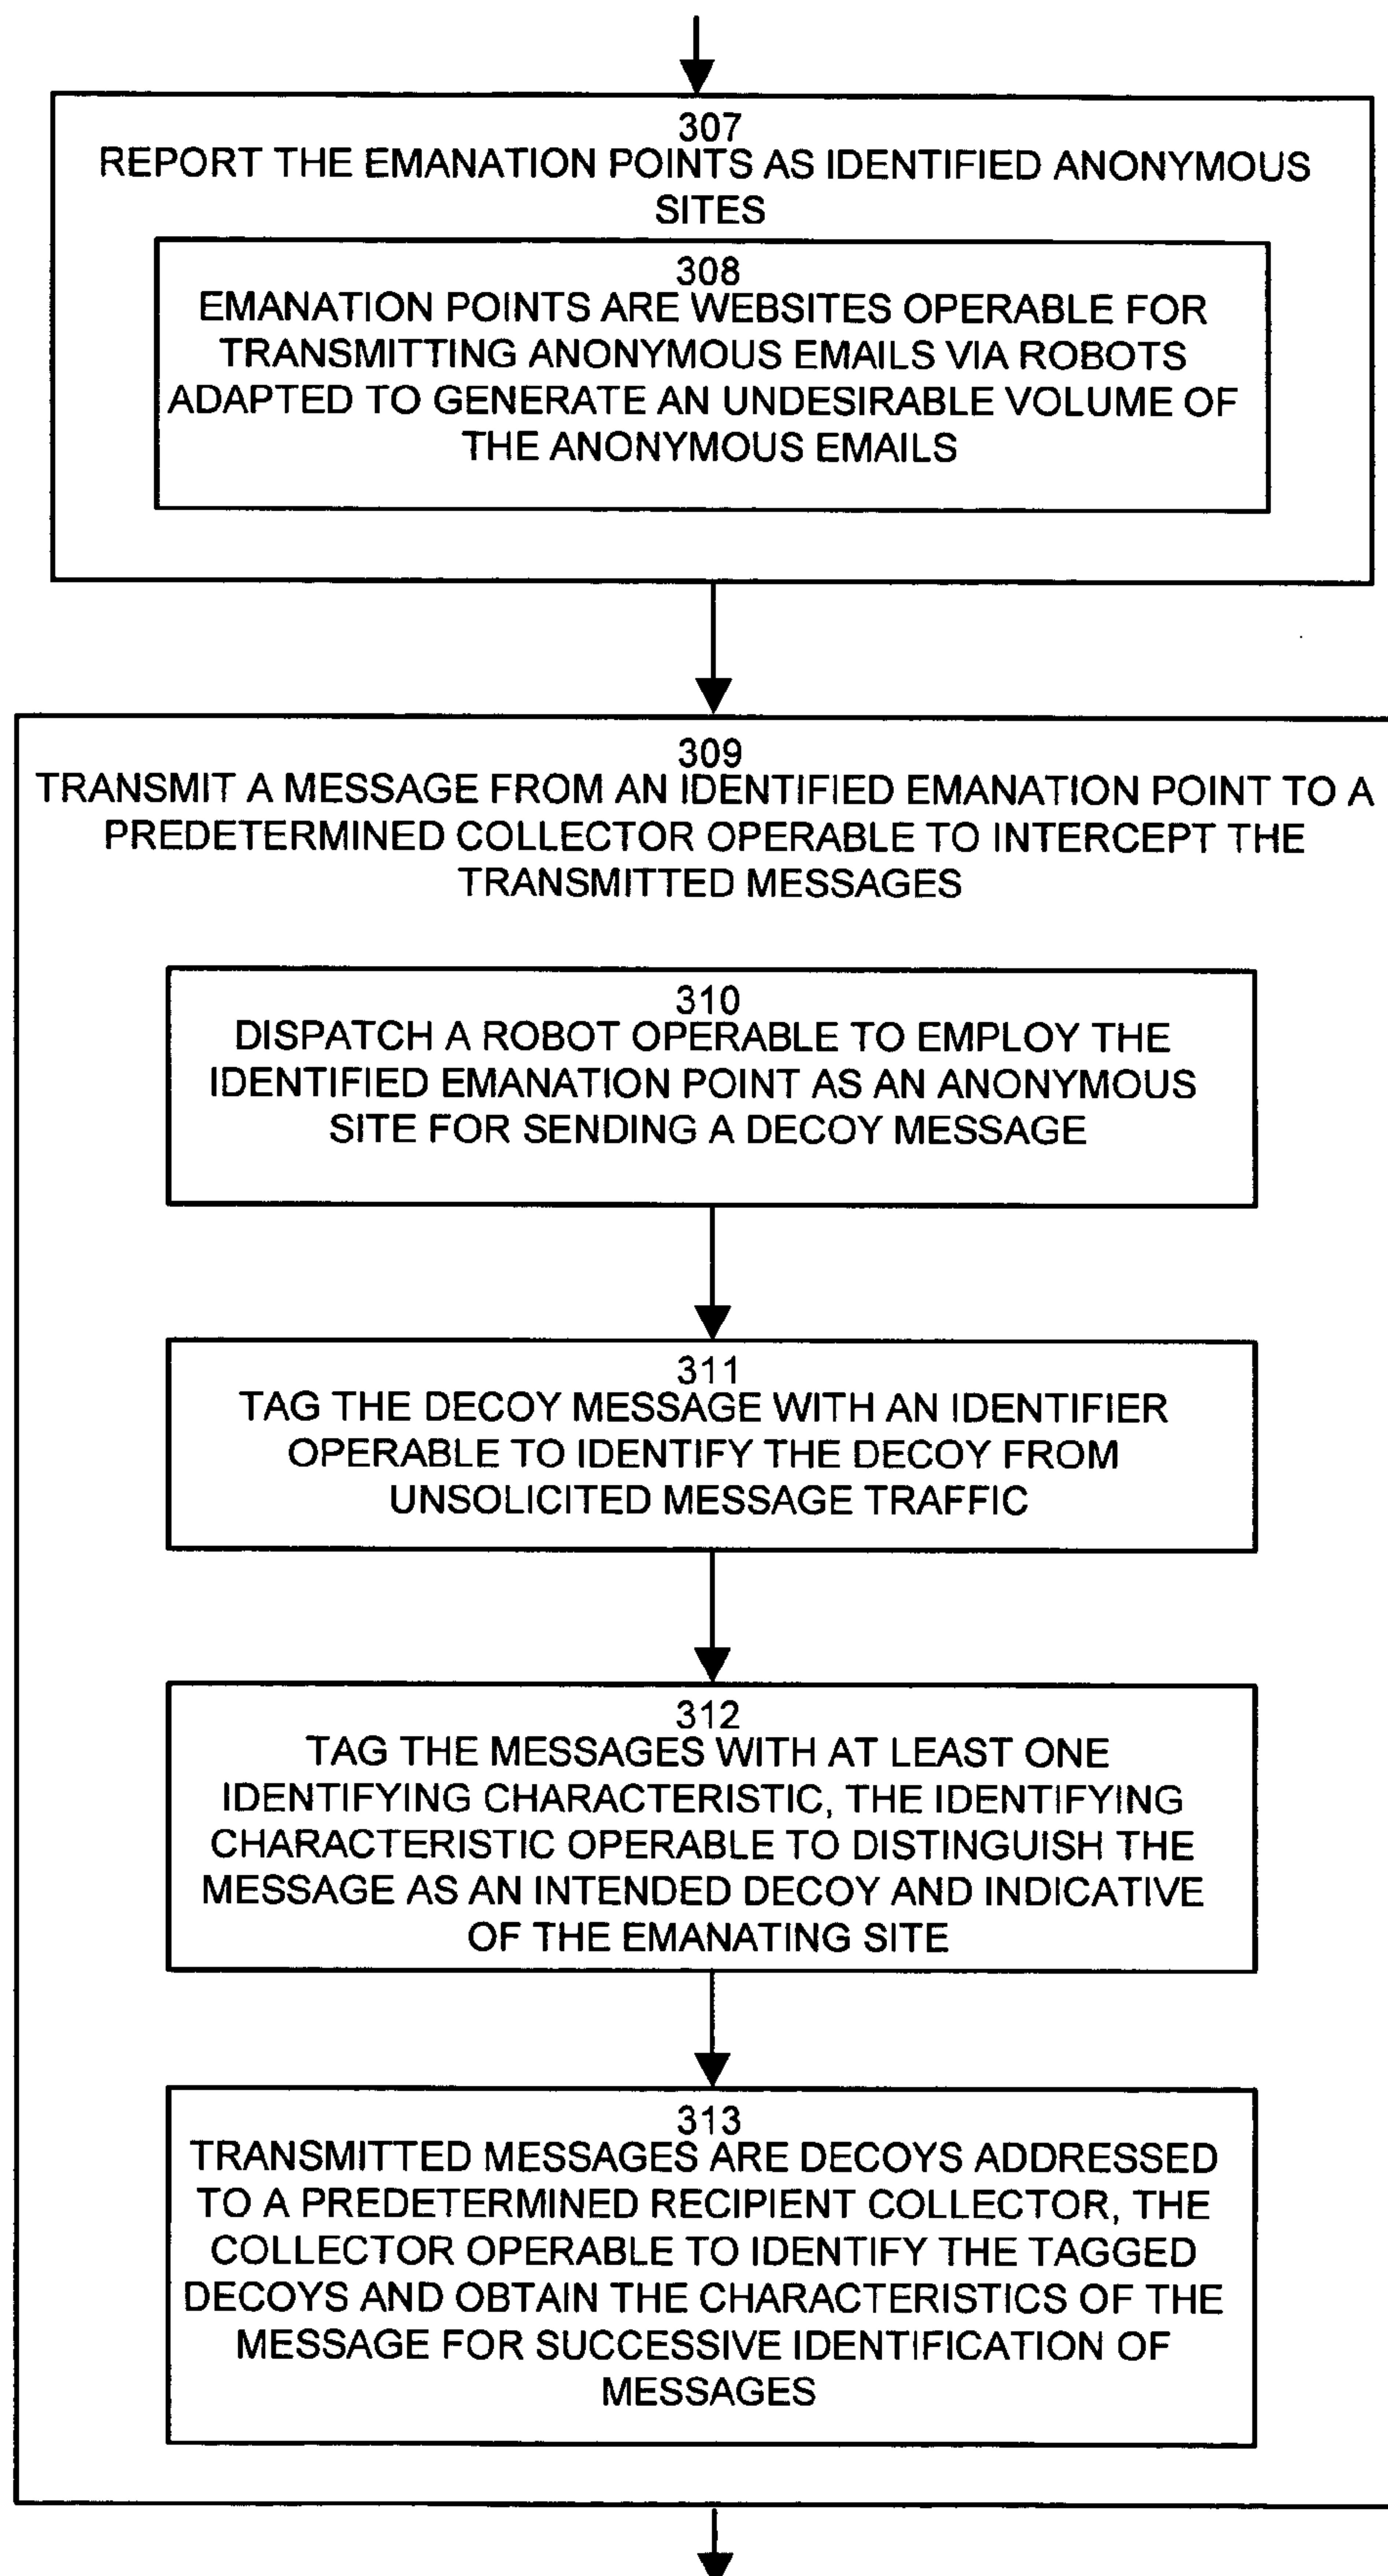 307
REPORT THE EMANATION POINTS AS IDENTIFIED ANONYMOUS
SITES
308
EMANATION POINTS ARE WEBSITES OPERABLE FOR
TRANSMITTING ANONYMOUS EMAILS VIA ROBOTS
ADAPTED TO GENERATE AN UNDESIRABLE VOLUME OF
THE ANONYMOUS EMAILS
309
TRANSMIT A MESSAGE FROM AN IDENTIFIED EMANATION POINT TO A
PREDETERMINED COLLECTOR OPERABLE TO INTERCEPT THE
TRANSMITTED MESSAGES
310
DISPATCH A ROBOT OPERABLE TO EMPLOY THE
IDENTIFIED EMANATION POINT AS AN ANONYMOUS
SITE FOR SENDING A DECOY MESSAGE
311
TAG THE DECOY MESSAGE WITH AN IDENTIFIER
OPERABLE TO IDENTIFY THE DECOY FROM
UNSOLICITED MESSAGE TRAFFIC
312
TAG THE MESSAGES WITH AT LEAST ONE
IDENTIFYING CHARACTERISTIC, THE IDENTIFYING
CHARACTERISTIC OPERABLE TO DISTINGUISH THE
MESSAGE AS AN INTENDED DECOY AND INDICATIVE
OF THE EMANATING SITE
313
TRANSMITTED MESSAGES ARE DECOYS ADDRESSED
TO A PREDETERMINED RECIPIENT COLLECTOR, THE
COLLECTOR OPERABLE TO IDENTIFY THE TAGGED
DECOYS AND OBTAIN THE CHARACTERISTICS OF THE
MESSAGE FOR SUCCESSIVE IDENTIFICATION OF
MESSAGES